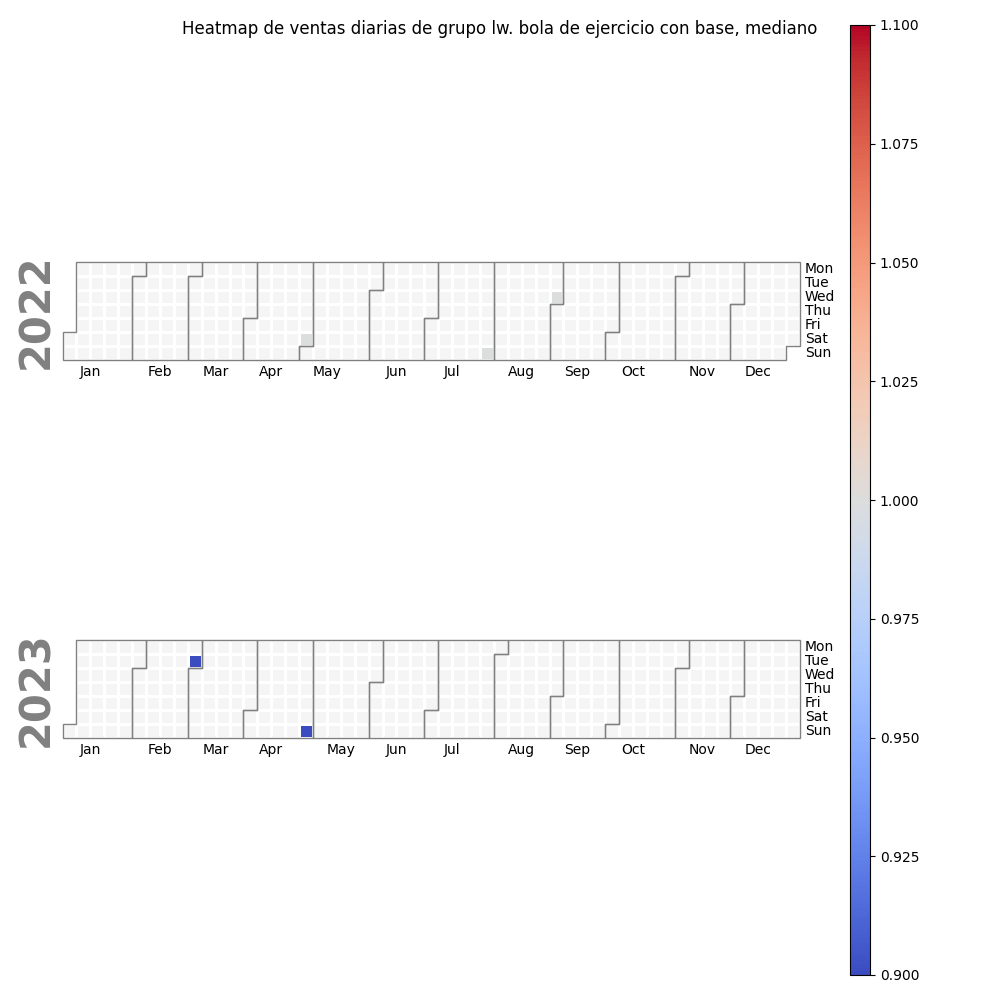 Heatmap de ventas diarias de grupo lw. bola de ejercicio con base, mediano
2022
Mon
Tue
Wed
Thu
Fri
Sat
Sun
Jan Feb Mar Apr May Jun Jul Aug Sep Oct Nov Dec
2023
Mon
Tue
Wed
Thu
Fri
Sat
Sun
Jan Feb Mar Apr May Jun Jul Aug Sep Oct Nov Dec
1.100
1.075
1.050
1.025
1.000
0.975
0.950
0.925
0.900